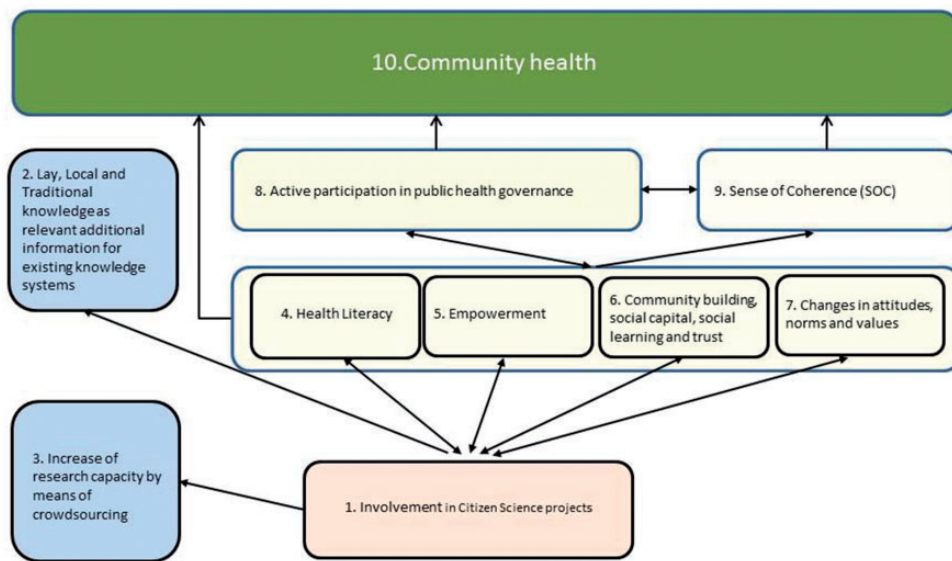 10.Community health
2. Lay, Local and
Traditional
knowledge as
relevant additional
information for
existing knowledge
systems
8. Active participation in public health governance
9. Sense of Coherence (SOC)
4. Health Literacy
5. Empowerment
6. Community building,
social capital, social
learning and trust
7. Changes in attitudes,
norms and values
3. Increase of
research capacity by
means of
crowdsourcing
1. Involvement in Citizen Science projects